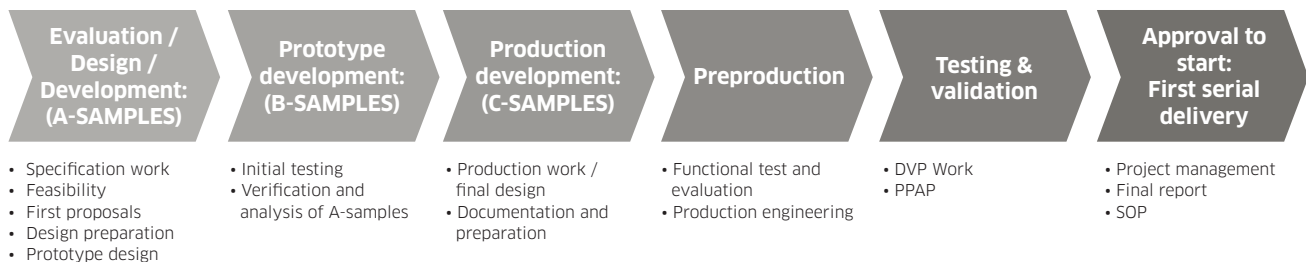 Evaluation /
Design /
Development:
(A-SAMPLES)
• Specification work
• Feasibility
• First proposals
• Design preparation
• Prototype design
Prototype
development:
(B-SAMPLES)
• Initial testing
• Verification and
analysis of A-samples
Production
development:
(C-SAMPLES)
• Production work /
final design
• Documentation and
preparation
Preproduction
• Functional test and
evaluation
• Production engineering
Testing &
validation
• DVP Work
• PPAP
Approval to
start:
First serial
delivery
• Project management
• Final report
• SOP